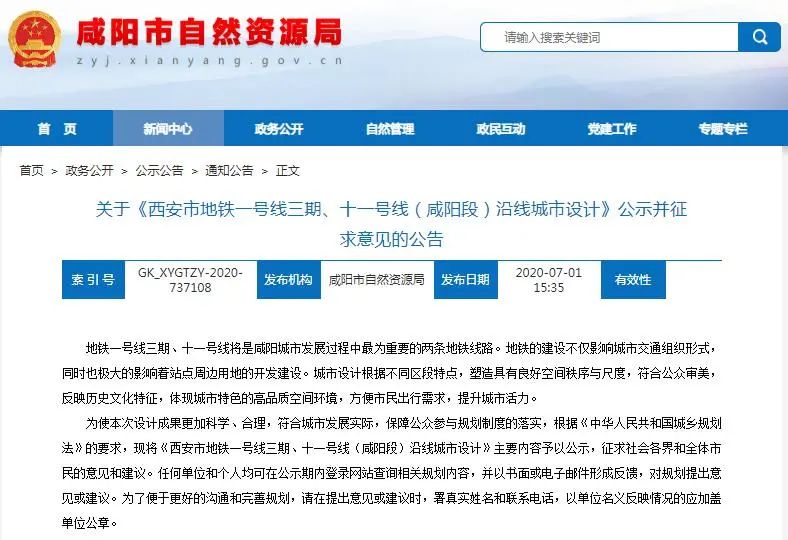 咸阳市自然资源局
zyj.xianyang.gov.cn
请输入搜索关键词
首 页 新闻中心 政务公开 自然管理 政民互动 党建工作 专题专栏
首页 > 政务公开 > 公示公告 > 通知公告 > 正文
关于《西安市地铁一号线三期、十一号线（咸阳段）沿线城市设计》公示并征
求意见的公告
索 引 号 GK_XYGTZY-2020-737108 发布机构 咸阳市自然资源局 发布日期 2020-07-01 15:35 有效性
地铁一号线三期、十一号线将是咸阳城市发展过程中最为重要的两条地铁线路。地铁的建设不仅影响城市交通组织形式，
同时也极大的影响着站点周边用地的开发建设。城市设计根据不同区段特点，塑造具有良好空间秩序与尺度，符合公众审美，
反映历史文化特征，体现城市特色的高品质空间环境，方便市民出行需求，提升城市活力。
为使本次设计成果更加科学、合理，符合城市发展实际，保障公众参与规划制度的落实，根据《中华人民共和国城乡规划
法》的要求，现将《西安市地铁一号线三期、十一号线（咸阳段）沿线城市设计》主要内容予以公示，征求社会各界和全体市
民的意见和建议。任何单位和个人均可在公示期内登录网站查询相关规划内容，并以书面或电子邮件形成反馈，对规划提出意
见或建议。为了便于更好的沟通和完善规划，请在提出意见或建议时，署真实姓名和联系电话，以单位名义反映情况的应加盖
单位公章。